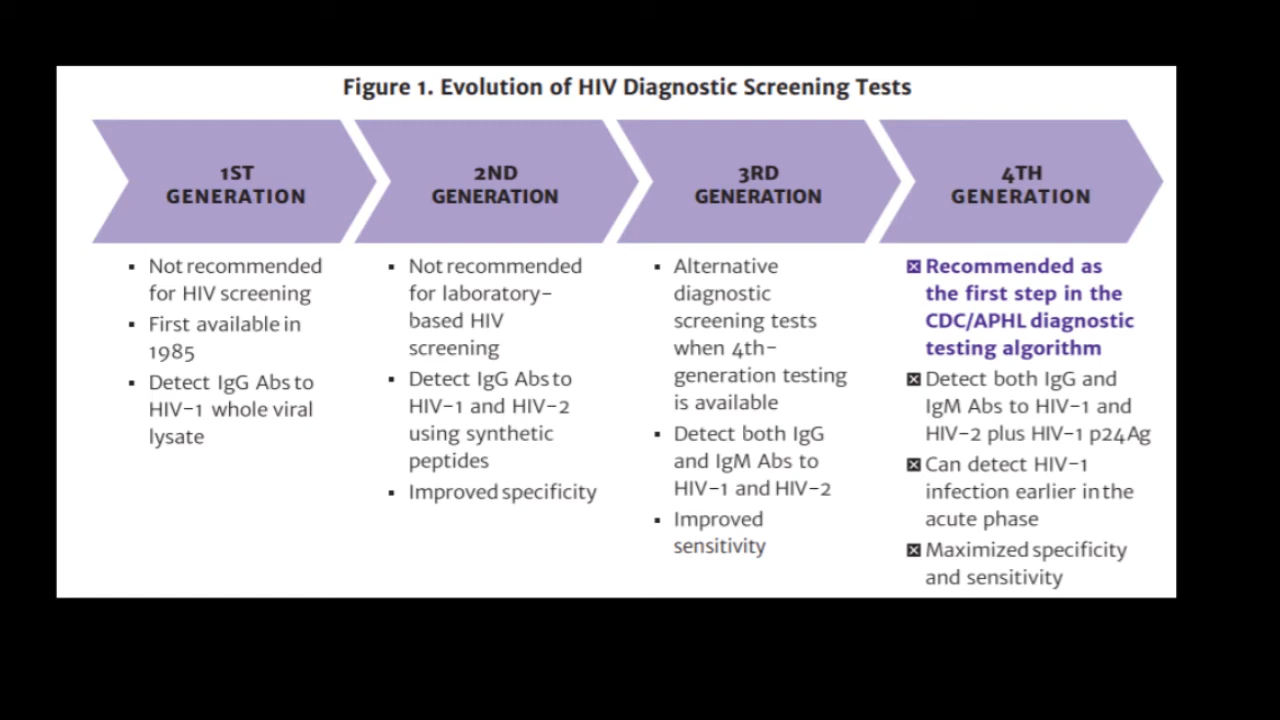 Figure 1. Evolution of HIV Diagnostic Screening Tests
1ST
GENERATION
▪ Not recommended
for HIV screening
▪ First available in
1985
▪ Detect IgG Abs to
HIV-1 whole viral
lysate
2ND
GENERATION
▪ Not recommended
for laboratory-
based HIV
screening
▪ Detect IgG Abs to
HIV-1 and HIV-2
using synthetic
peptides
▪ Improved specificity
3RD
GENERATION
▪ Alternative
diagnostic
screening tests
when 4th-
generation testing
is available
▪ Detect both IgG
and IgM Abs to
HIV-1 and HIV-2
▪ Improved
sensitivity
4TH
GENERATION
Recommended as
the first step in the
CDC/APHL diagnostic
testing algorithm
Detect both IgG and
IgM Abs to HIV-1 and
HIV-2 plus HIV-1 p24Ag
Can detect HIV-1
infection earlier in the
acute phase
Maximized specificity
and sensitivity